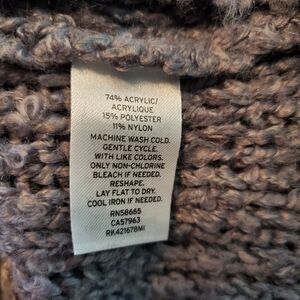 74% ACRYLIC/
ACRYLIQUE
15% POLYESTER
11% NYLON
MACHINE WASH COLD.
GENTLE CYCLE.
WITH LIKE COLORS.
ONLY NON-CHLORINE
BLEACH IF NEEDED.
RESHAPE.
LAY FLAT TO DRY.
COOL IRON IF NEEDED.
RN58665
CA57963
RK421678MI